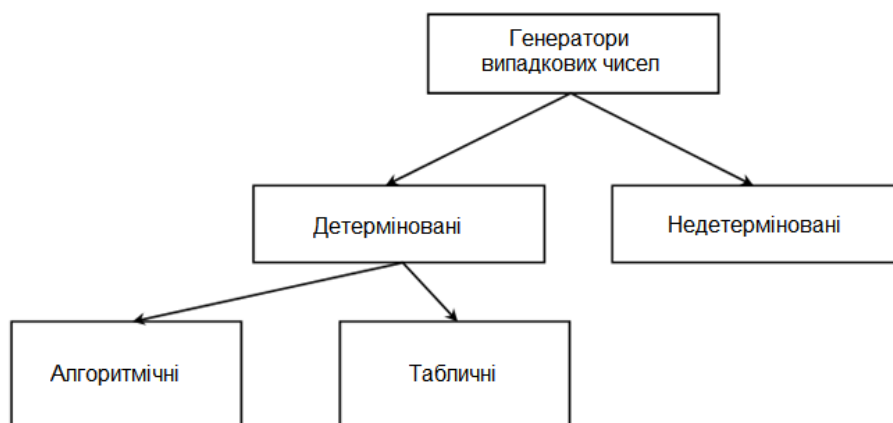 Генератори
випадкових чисел
Детерміновані
Недетерміновані
Алгоритмічні
Табличні